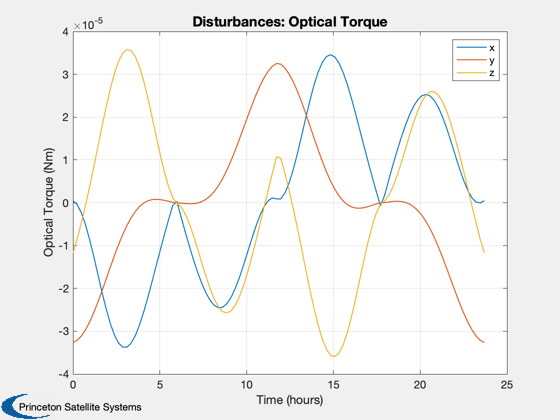 Disturbances: Optical Torque
×10-5
4
3
2
1
0
-1
-2
-3
-4
Optical Torque (Nm)
0 5 10 15 20 25
Time (hours)
x
y
z
Princeton Satellite Systems